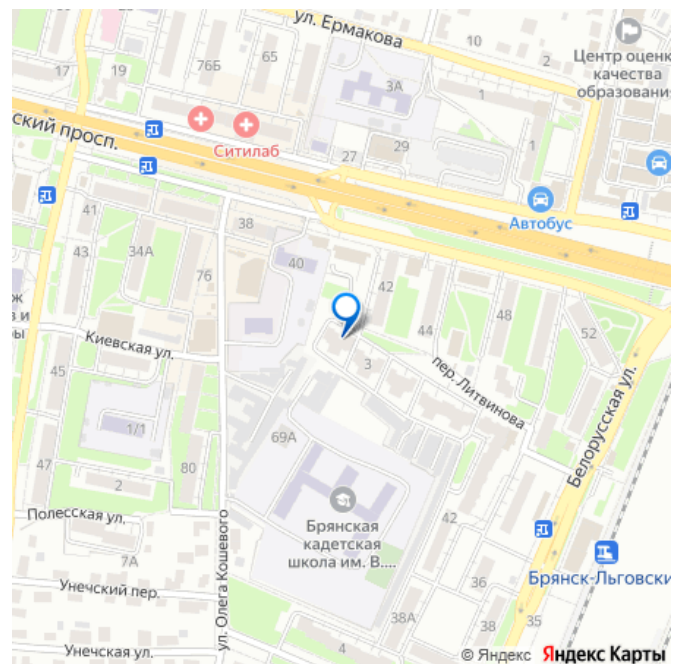 ул. Ермакова
10
2
Центр оценк
качества
образования
17
19
76Б
65
3А
1
ский просп.
Ситилаб
27
29
1
Автобус
41
38
43
34А
76
40
42
44
48
52
ж
в и
ры
Киевская ул.
3
пер. Литвинова
Белорусская ул.
45
1/1
69А
47
2
80
Брянская
кадетская
школа им. В....
42
Полесская ул.
7А
ул. Олега Кошевого
Унечский пер.
36
Брянск-Льговски
38А
38
35
4
Унечская ул.
© Яндекс Яндекс Карты